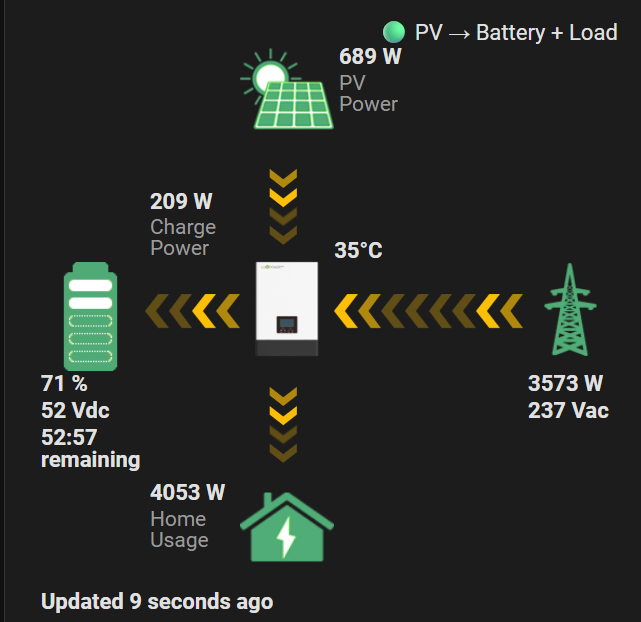 PV → Battery + Load
689 W
PV
Power
209 W
Charge
Power
35°C
71 %
52 Vdc
52:57
remaining
3573 W
237 Vac
4053 W
Home
Usage
Updated 9 seconds ago